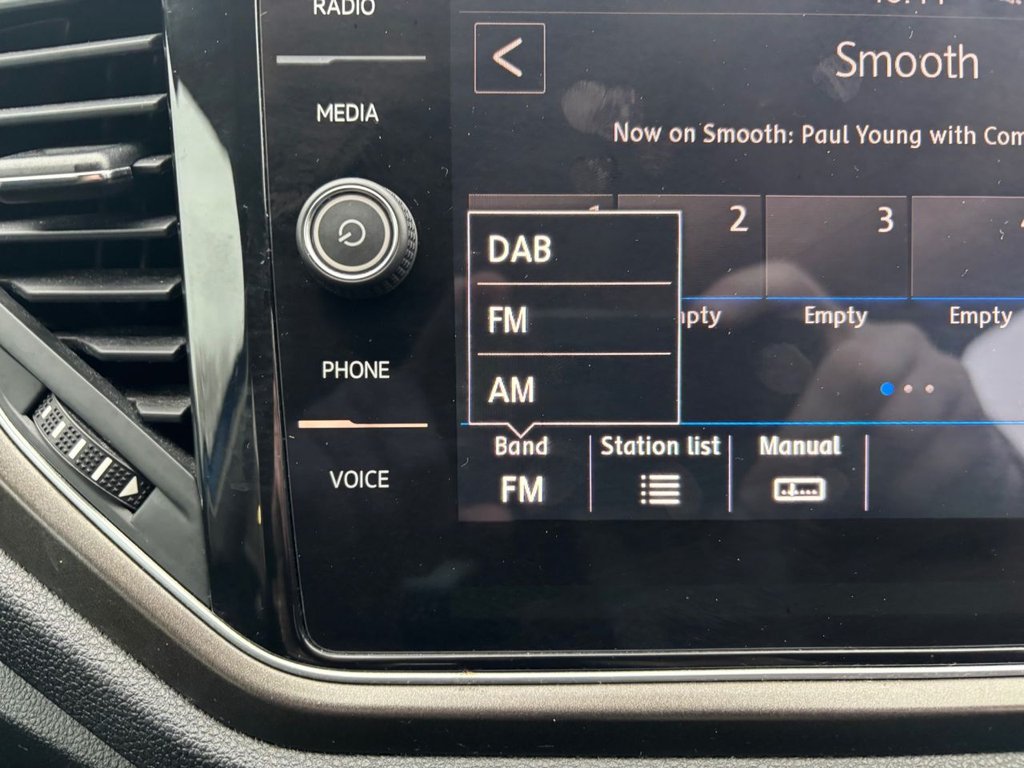 RADIO
MEDIA
PHONE
VOICE
Smooth
Now on Smooth: Paul Young with Com
2
3
Empty
Empty
DAB
FM
AM
Band
FM
Station list
Manual